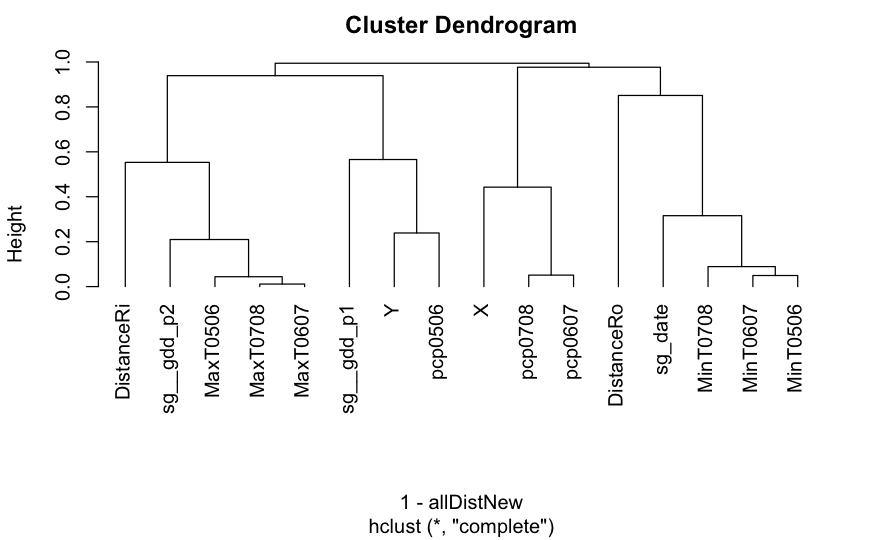 Cluster Dendrogram
Height
1.0
0.8
0.6
0.4
0.2
0.0
DistanceRi
sg__gdd_p2
MaxT0506
MaxT0708
MaxT0607
sg__gdd_p1
Y
pcp0506
X
pcp0708
pcp0607
DistanceRo
sg_date
MinT0708
MinT0607
MinT0506
1 - allDistNew
hclust (*, "complete")